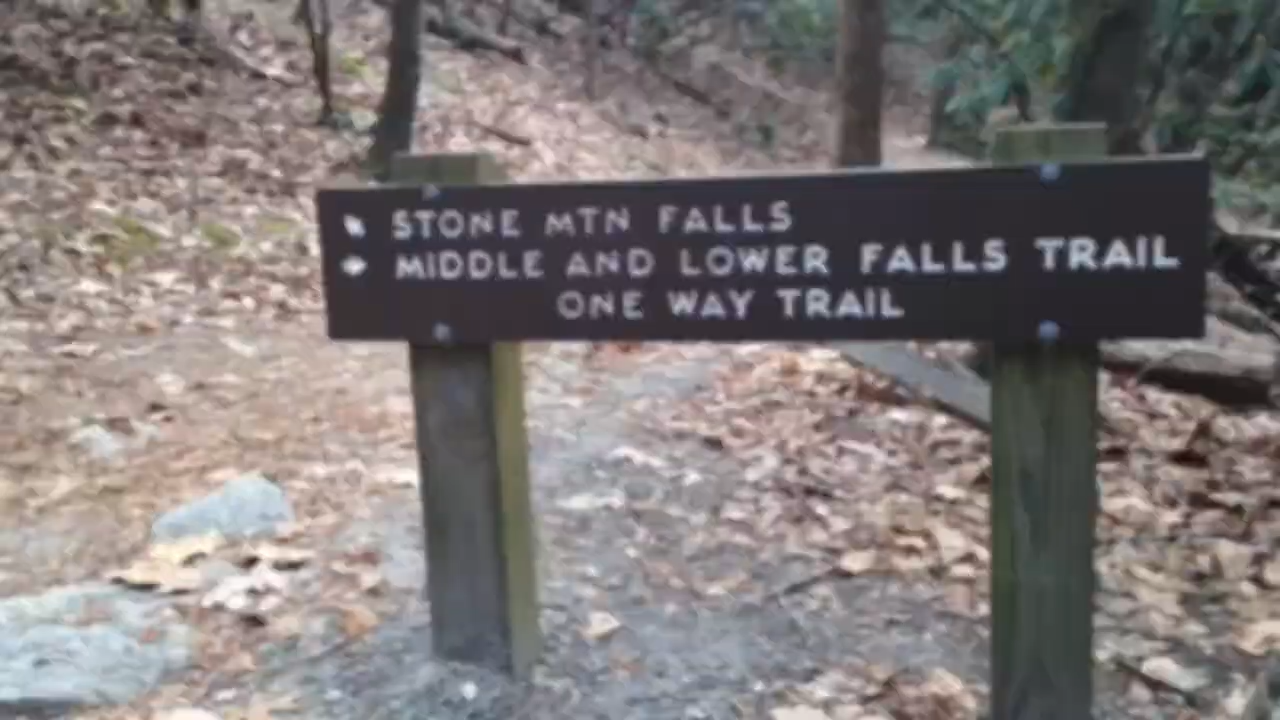 STONE MTN FALLS
MIDDLE AND LOWER FALLS TRAIL
ONE WAY TRAIL